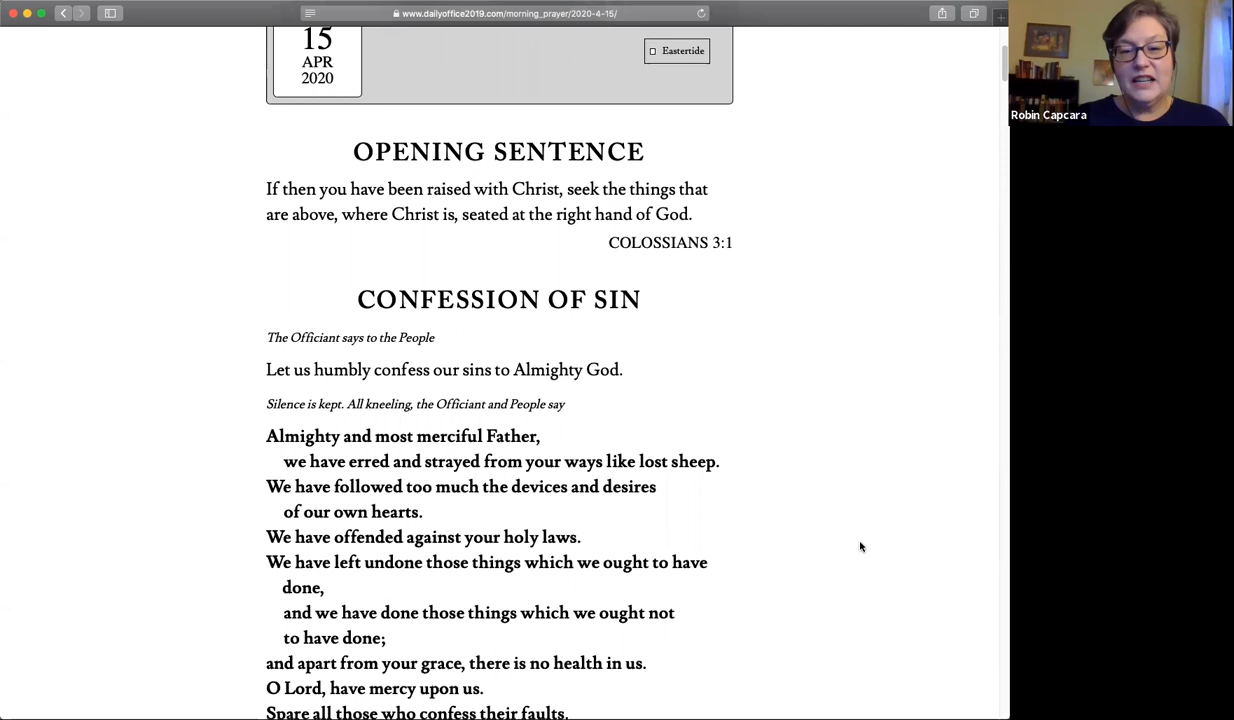 www.dailyoffice2019.com/morning_prayer/2020-4-15/
15
APR
2020
Eastertide
Robin Capcara
OPENING SENTENCE
If then you have been raised with Christ, seek the things that
are above, where Christ is, seated at the right hand of God.
COLOSSIANS 3:1
CONFESSION OF SIN
The Officiant says to the People
Let us humbly confess our sins to Almighty God.
Silence is kept. All kneeling, the Officiant and People say
Almighty and most merciful Father,
we have erred and strayed from your ways like lost sheep.
We have followed too much the devices and desires
of our own hearts.
We have offended against your holy laws.
We have left undone those things which we ought to have
done,
and we have done those things which we ought not
to have done;
and apart from your grace, there is no health in us.
O Lord, have mercy upon us.
Spare all those who confess their faults.